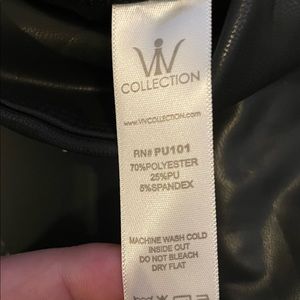 VIV
COLLECTION
www.VIVCOLLECTION.com
RN# PU101
70%POLYESTER
25%PU
5%SPANDEX
MACHINE WASH COLD
INSIDE OUT
DO NOT BLEACH
DRY FLAT